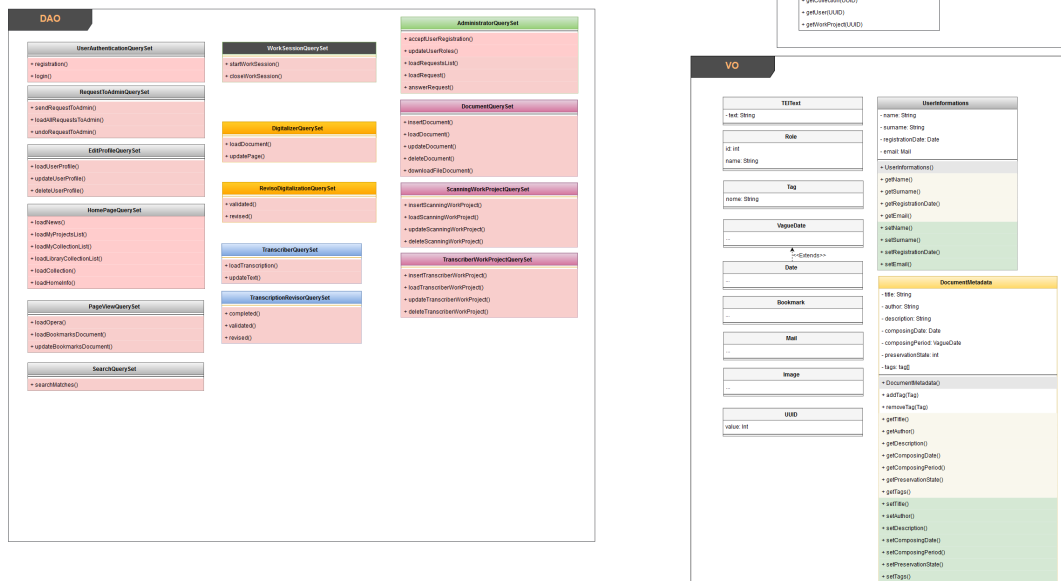 DAO
UserAuthenticationQuerySet
+ registration()
+ login()
RequestToAdminQuerySet
+ sendRequestToAdmin()
+ loadAllRequestsToAdmin()
+ undoRequestToAdmin()
EditProfileQuerySet
+ loadUserProfile()
+ updateUserProfile()
+ deleteUserProfile()
HomePageQuerySet
+ loadNews()
+ loadMyProjectsList()
+ loadMyCollectionList()
+ loadLibraryCollectionList()
+ loadCollection()
+ loadHomeInfo()
PageViewQuerySet
+ loadOpera()
+ loadBookmarksDocument()
+ updateBookmarksDocument()
SearchQuerySet
+ searchMatches()
WorkSessionQuerySet
+ startWorkSession()
+ closeWorkSession()
DigitalizerQuerySet
+ loadDocument()
+ updatePage()
RevisoDigitalizationQuerySet
+ validated()
+ revised()
TranscriberQuerySet
+ loadTranscription()
+ updateText()
TranscriptionRevisorQuerySet
+ completed()
+ validated()
+ revised()
AdministratorQuerySet
+ acceptUserRegistration()
+ updateUserRoles()
+ loadRequestsList()
+ loadRequest()
+ answerRequest()
DocumentQuerySet
+ insertDocument()
+ loadDocument()
+ updateDocument()
+ deleteDocument()
+ downloadFileDocument()
ScanningWorkProjectQuerySet
+ insertScanningWorkProject()
+ loadScanningWorkProject()
+ updateScanningWorkProject()
+ deleteScanningWorkProject()
TranscriberWorkProjectQuerySet
+ insertTranscriberWorkProject()
+ loadTranscriberWorkProject()
+ updateTranscriberWorkProject()
+ deleteTranscriberWorkProject()
+ getCollection(UUID)
+ getUser(UUID)
+ getWorkProject(UUID)
VO
TEIText
- text: String
Role
id: int
name: String
Tag
nome: String
VagueDate
...
<<Extends>>
Date
...
Bookmark
...
Mail
...
Image
...
UUID
value: Int
UserInformations
- name: String
- surname: String
- registrationDate: Date
- email: Mail
+ UserInformations()
+ getName()
+ getSurname()
+ getRegistrationDate()
+ getEmail()
+ setName()
+ setSurname()
+ setRegistrationDate()
+ setEmail()
DocumentMetadata
- title: String
- author: String
- description: String
- composingDate: Date
- composingPeriod: VagueDate
- preservationState: int
- tags: tag[]
+ DocumentMetadata()
+ addTag(Tag)
+ removeTag(Tag)
+ getTitle()
+ getAuthor()
+ getDescription()
+ getComposingDate()
+ getComposingPeriod()
+ getPreservationState()
+ getTags()
+ setTitle()
+ setAuthor()
+ setDescription()
+ setComposingDate()
+ setComposingPeriod()
+ setPreservationState()
+ setTags()